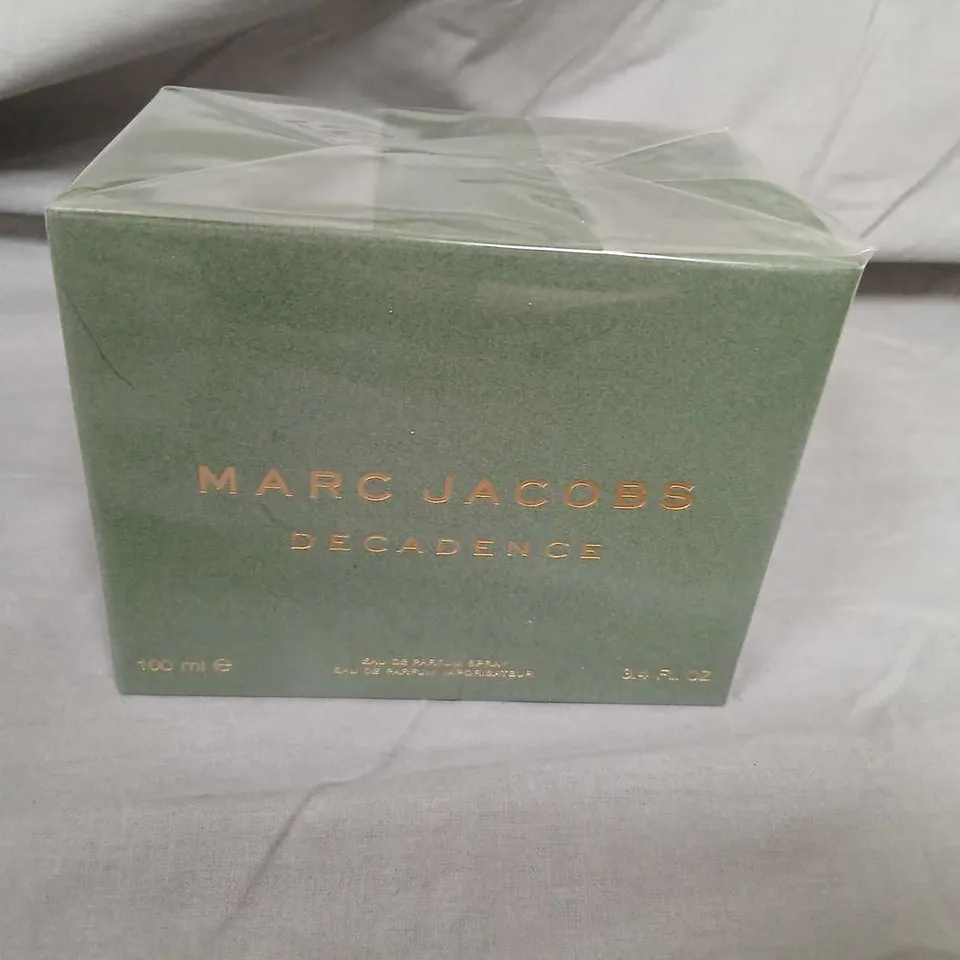 MARC JACOBS
DECADENCE
100 ml ℮
EAU DE PARFUM SPRAY
EAU DE PARFUM VAPORISATEUR
3.4 FL. OZ